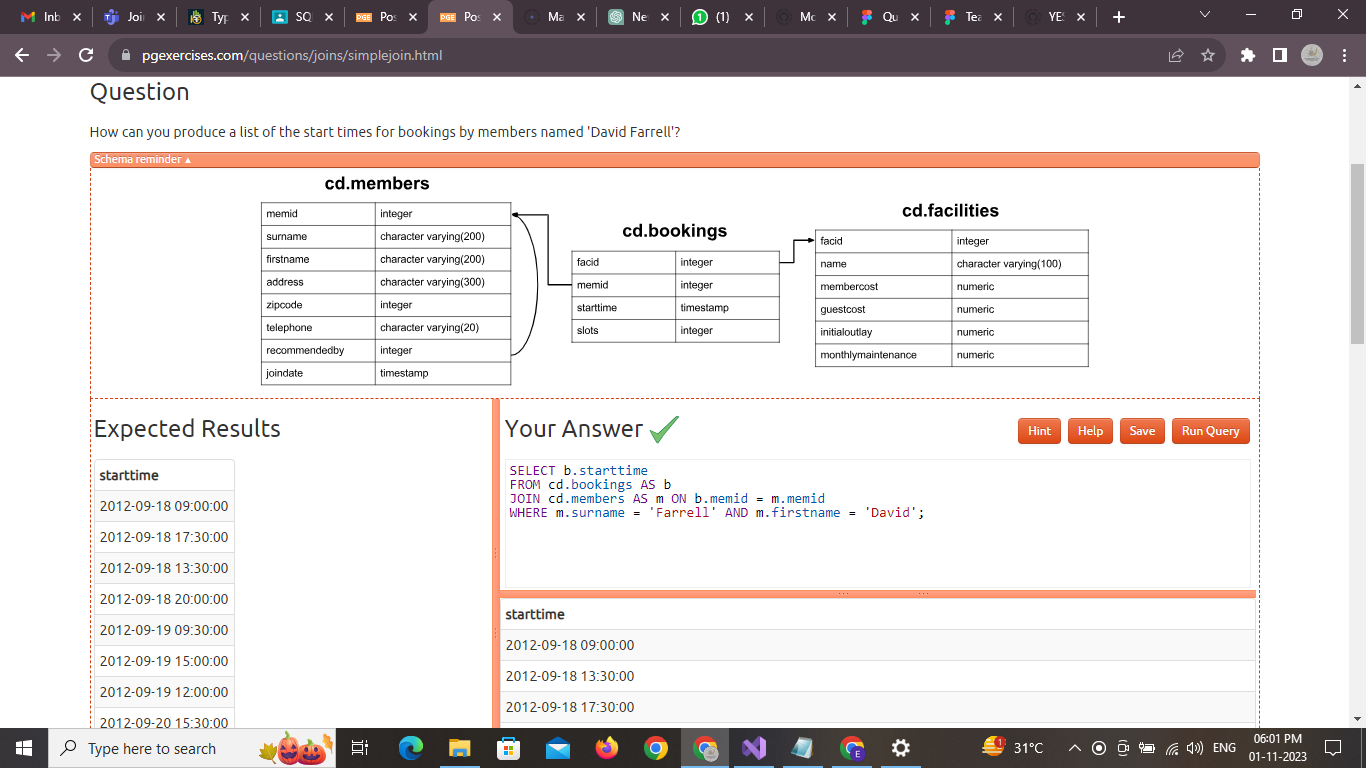 Inb
Joi
Typ
SQ
PGE Pos
PGE Pos
Ma
Ne
1 (1)
Mc
Qu
Tea
YE
pgexercises.com/questions/joins/simplejoin.html
Question
How can you produce a list of the start times for bookings by members named 'David Farrell'?
Schema reminder ▲
cd.members
memid integer
surname character varying(200)
firstname character varying(200)
address character varying(300)
zipcode integer
telephone character varying(20)
recommendedby integer
joindate timestamp
cd.bookings
facid integer
memid integer
starttime timestamp
slots integer
cd.facilities
facid integer
name character varying(100)
membercost numeric
guestcost numeric
initialoutlay numeric
monthlymaintenance numeric
Expected Results
starttime
2012-09-18 09:00:00
2012-09-18 17:30:00
2012-09-18 13:30:00
2012-09-18 20:00:00
2012-09-19 09:30:00
2012-09-19 15:00:00
2012-09-19 12:00:00
2012-09-20 15:30:00
Your Answer
Hint Help Save Run Query
SELECT b.starttime
FROM cd.bookings AS b
JOIN cd.members AS m ON b.memid = m.memid
WHERE m.surname = 'Farrell' AND m.firstname = 'David';
starttime
2012-09-18 09:00:00
2012-09-18 13:30:00
2012-09-18 17:30:00
Type here to search
E
1
31°C
ENG
06:01 PM
01-11-2023